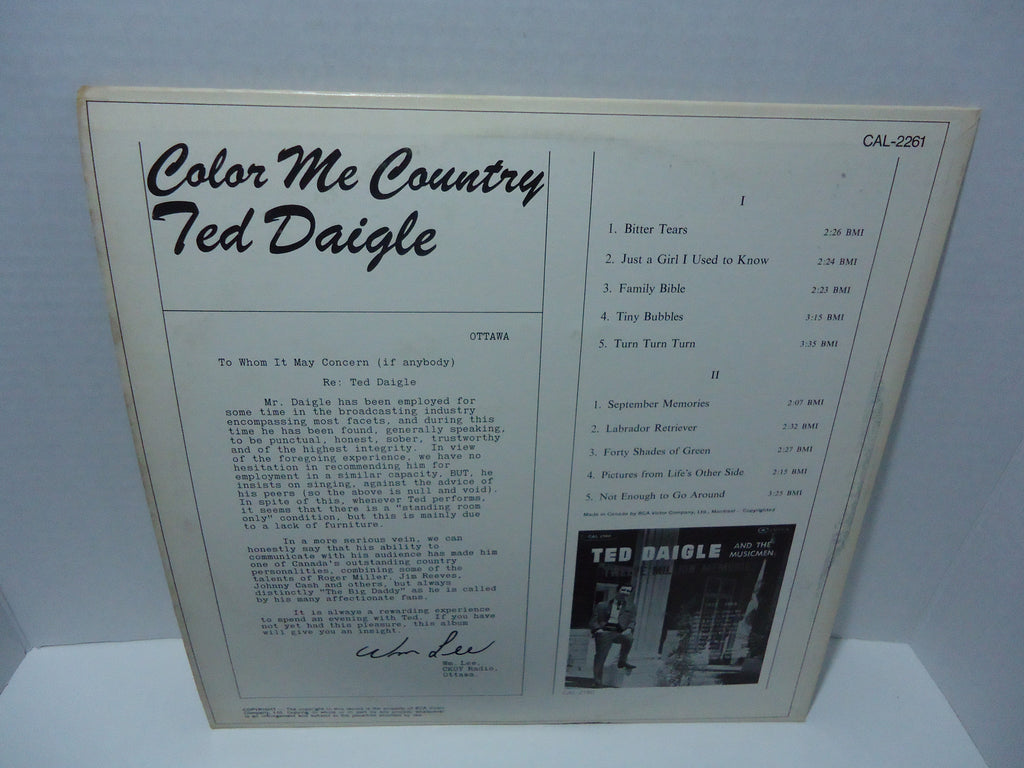 Color Me Country
Ted Daigle
OTTAWA
To Whom It May Concern (if anybody)
Re: Ted Daigle
Mr. Daigle has been employed for
some time in the broadcasting industry
encompassing most facets, and during this
time he has been found, generally speaking,
to be punctual, honest, sober, trustworthy
and of the highest integrity. In view
of the foregoing experience, we have no
hesitation in recommending him for
employment in a similar capacity. BUT, he
insists on singing, against the advice of
his peers (so the above is null and void).
In spite of this, whenever Ted performs,
it seems that there is a "standing room
only" condition, but this is mainly due
to a lack of furniture.
In a more serious vein, we can
honestly say that his ability to
communicate with his audience has made him
one of Canada's outstanding country
personalities, combining some of the
talents of Roger Miller, Jim Reeves,
Johnny Cash and others, but always
distinctly "The Big Daddy" as he is called
by his many affectionate fans.
It is always a rewarding experience
to spend an evening with Ted. If you have
not yet had this pleasure, this album
will give you an insight.
Wm Lee
Wm. Lee,
CKOY Radio,
Ottawa.
CAL-2261
I
1. Bitter Tears 2:26 BMI
2. Just a Girl I Used to Know 2:24 BMI
3. Family Bible 2:23 BMI
4. Tiny Bubbles 3:15 BMI
5. Turn Turn Turn 3:35 BMI
II
1. September Memories 2:07 BMI
2. Labrador Retriever 2:32 BMI
3. Forty Shades of Green 2:27 BMI
4. Pictures from Life's Other Side 2:15 BMI
5. Not Enough to Go Around 3:25 BMI
Made in Canada by RCA Victor Company, Ltd., Montreal - Copyrighted
TED DAIGLE AND THE
MUSICMEN